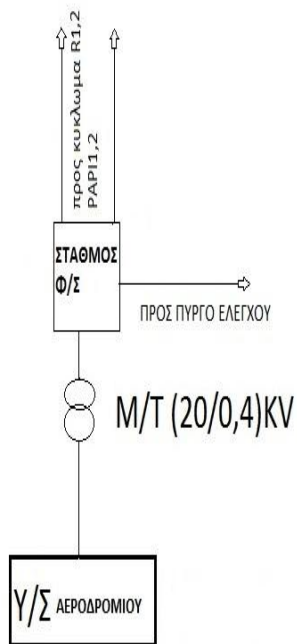 προς κυκλωμα R1,2
PAPI1,2
ΣΤΑΘΜΟΣ
Φ/Σ
ΠΡΟΣ ΠΥΡΓΟ ΕΛΕΓΧΟΥ
Μ/Τ (20/0,4)KV
Υ/Σ ΑΕΡΟΔΡΟΜΙΟΥ